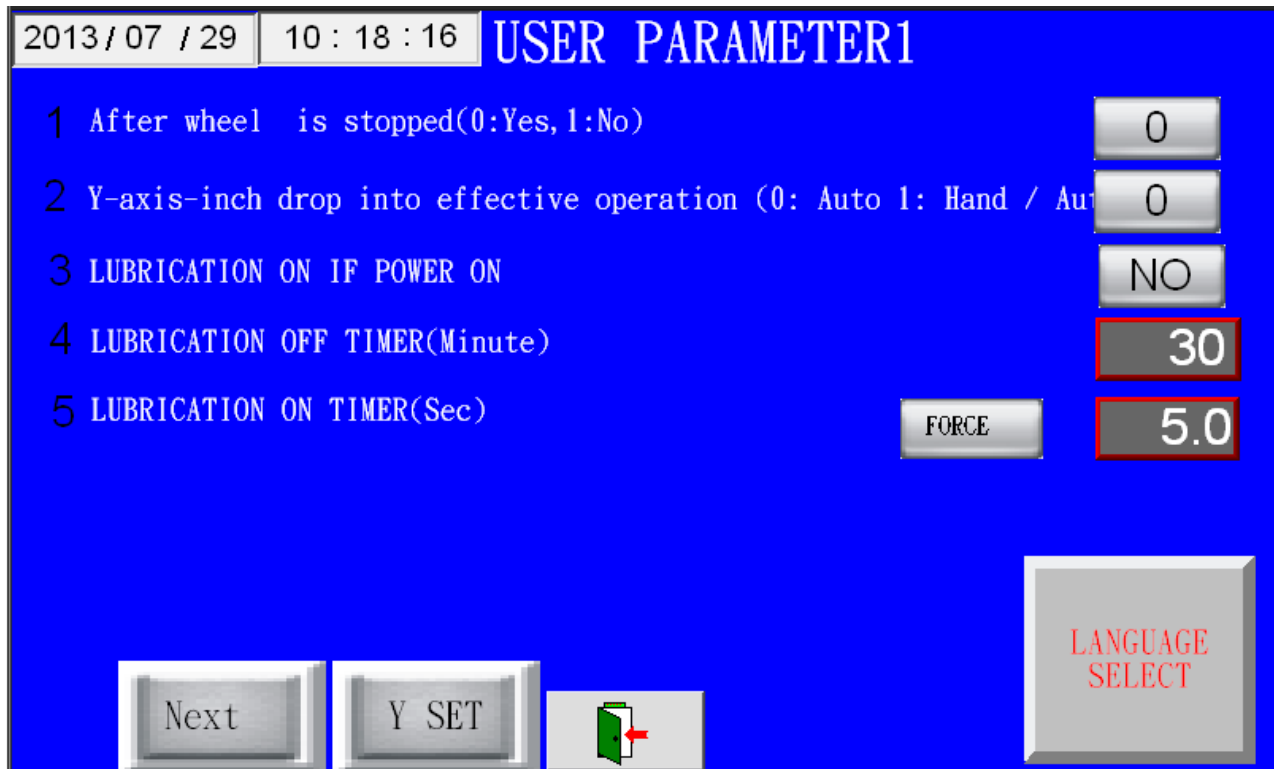 2013 / 07 / 29 10 : 18 : 16 USER PARAMETER1
1 After wheel is stopped(0:Yes,1:No) 0
2 Y-axis-inch drop into effective operation (0: Auto 1: Hand / Aut 0
3 LUBRICATION ON IF POWER ON NO
4 LUBRICATION OFF TIMER(Minute) 30
5 LUBRICATION ON TIMER(Sec) FORCE 5.0
LANGUAGE
SELECT
Next Y SET